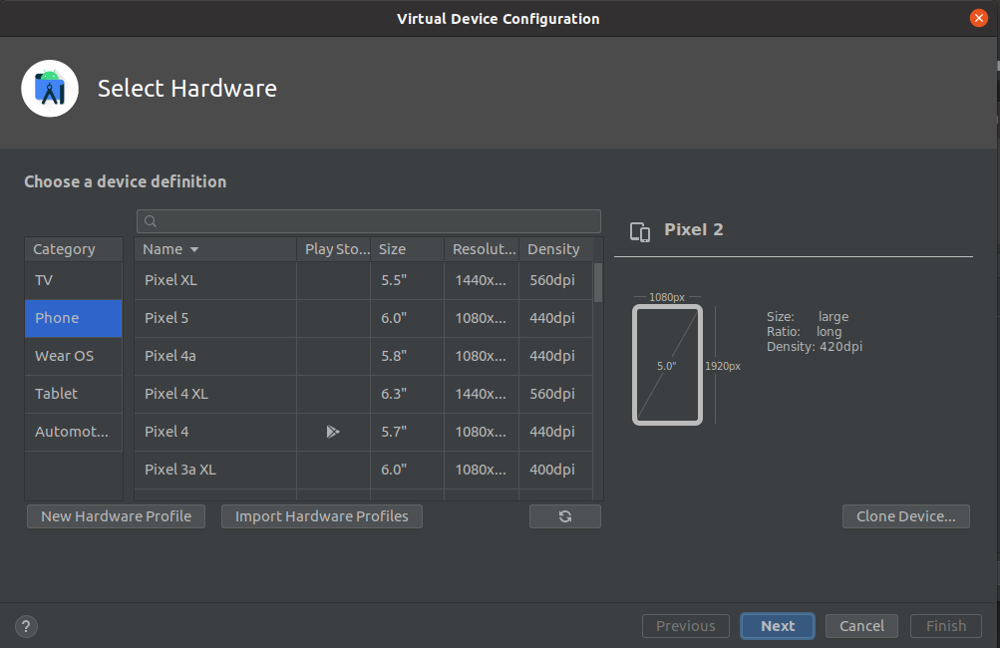 Virtual Device Configuration
Select Hardware
Choose a device definition
Category
TV
Phone
Wear OS
Tablet
Automot...
Name Play Sto... Size Resolut... Density
Pixel XL 5.5" 1440x... 560dpi
Pixel 5 6.0" 1080x... 440dpi
Pixel 4a 5.8" 1080x... 440dpi
Pixel 4 XL 6.3" 1440x... 560dpi
Pixel 4 5.7" 1080x... 440dpi
Pixel 3a XL 6.0" 1080x... 400dpi
New Hardware Profile Import Hardware Profiles
Pixel 2
1080px
5.0"
1920px
Size: large
Ratio: long
Density: 420dpi
Clone Device...
? Previous Next Cancel Finish